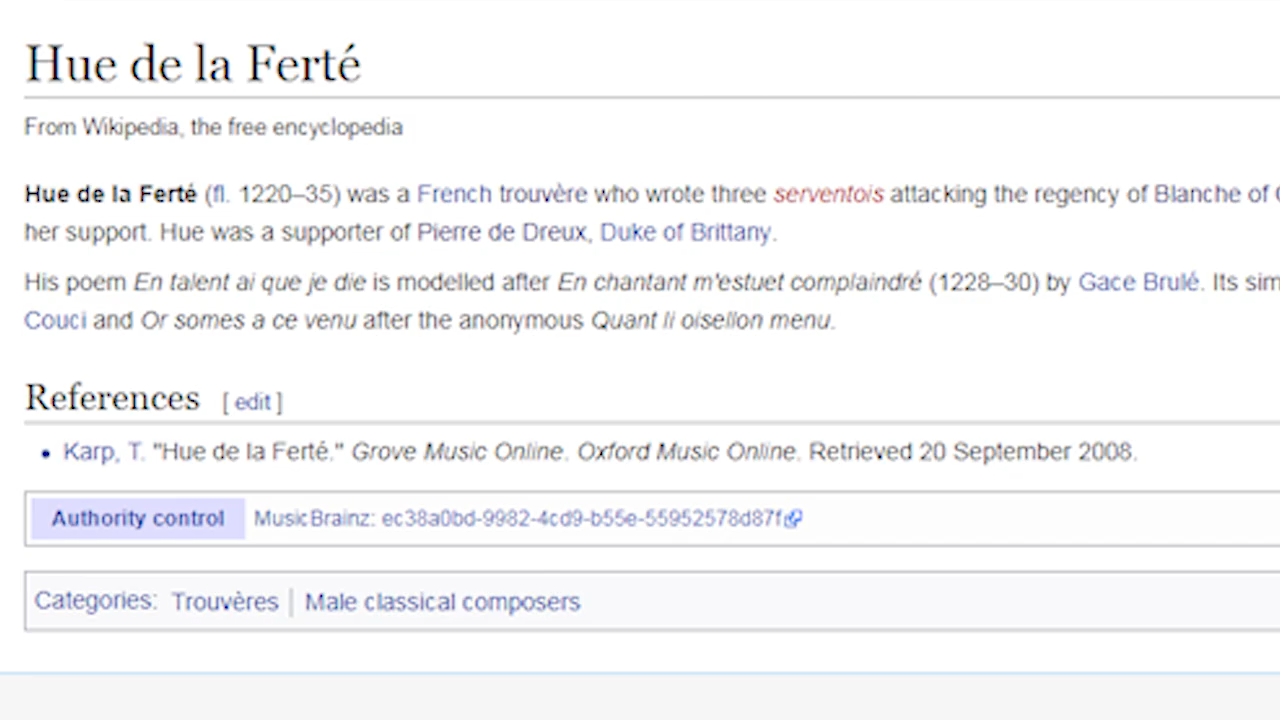 Hue de la Ferté
From Wikipedia, the free encyclopedia
Hue de la Ferté (fl. 1220–35) was a French trouvère who wrote three serventois attacking the regency of Blanche of
her support. Hue was a supporter of Pierre de Dreux, Duke of Brittany.
His poem En talent ai que je die is modelled after En chantant m'estuet complaindré (1228–30) by Gace Brulé. Its sim
Couci and Or somes a ce venu after the anonymous Quant li oisellon menu.
References [ edit ]
• Karp, T. "Hue de la Ferté." Grove Music Online. Oxford Music Online. Retrieved 20 September 2008.
Authority control MusicBrainz: ec38a0bd-9982-4cd9-b55e-55952578d87f
Categories: Trouvères | Male classical composers